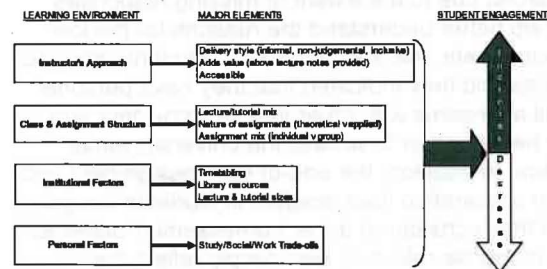 LEARNING ENVIRONMENT MAJOR ELEMENTS STUDENT ENGAGEMENT
Instructor's Approach
Delivery style (informal, non-judgemental, inclusive)
Adds value (above lecture notes provided)
Accessible
Class & Assignment Structure
Lecture/tutorial mix
Nature of assignments (theoretical v applied)
Assignment mix (individual v group)
Institutional Factors
Timetabling
Library resources
Lecture & tutorial sizes
Personal Factors
Study/Social/Work Trade-offs